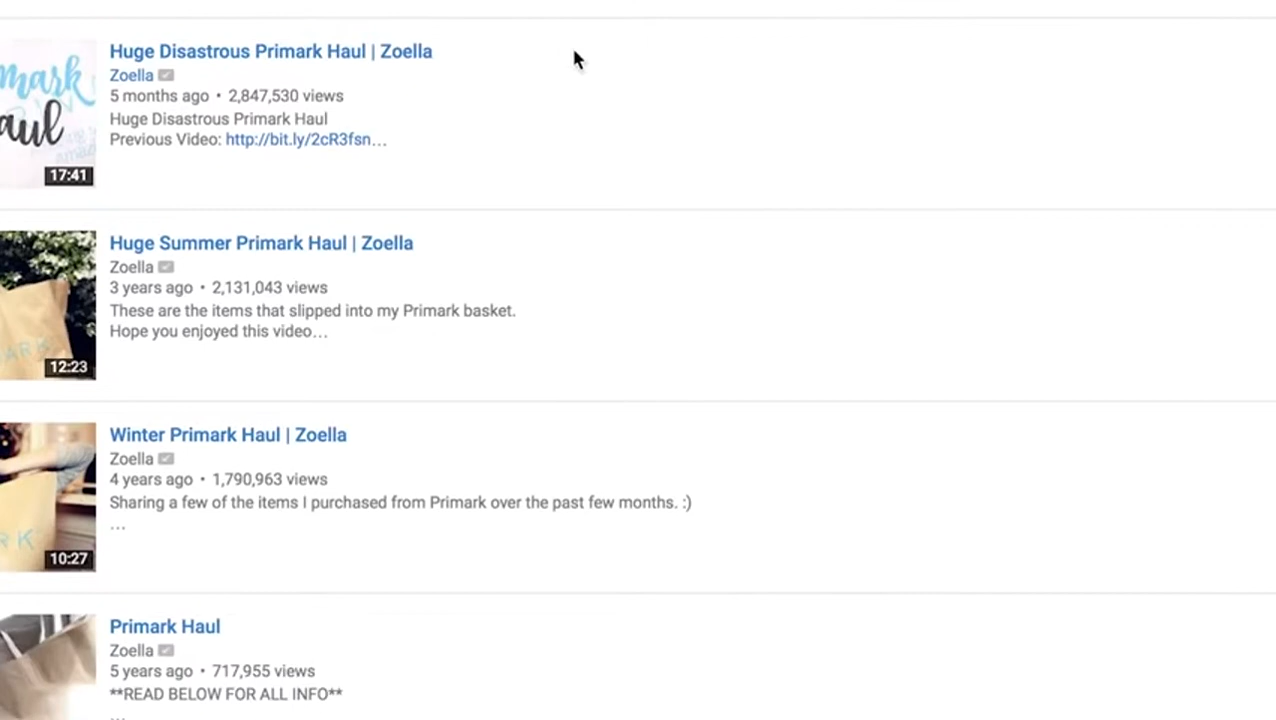 mark
aul
17:41
Huge Disastrous Primark Haul | Zoella
Zoella
5 months ago • 2,847,530 views
Huge Disastrous Primark Haul
Previous Video: http://bit.ly/2cR3fsn...
ARK
12:23
Huge Summer Primark Haul | Zoella
Zoella
3 years ago • 2,131,043 views
These are the items that slipped into my Primark basket.
Hope you enjoyed this video...
RK
10:27
Winter Primark Haul | Zoella
Zoella
4 years ago • 1,790,963 views
Sharing a few of the items I purchased from Primark over the past few months. :)
...
Primark Haul
Zoella
5 years ago • 717,955 views
**READ BELOW FOR ALL INFO**
...